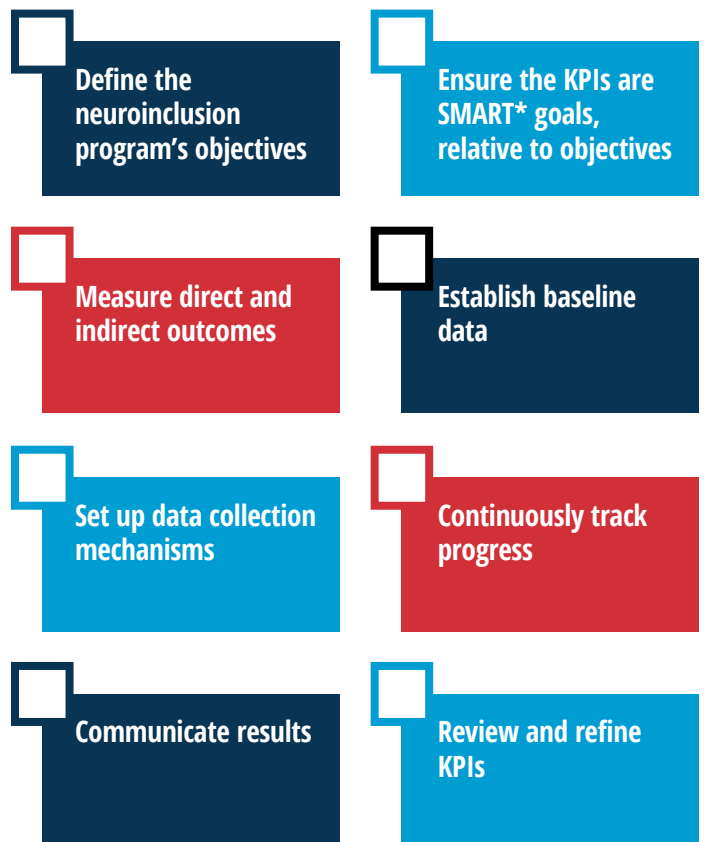 Define the
neuroinclusion
program's objectives
Ensure the KPIs are
SMART* goals,
relative to objectives
Measure direct and
indirect outcomes
Establish baseline
data
Set up data collection
mechanisms
Continuously track
progress
Communicate results
Review and refine
KPIs